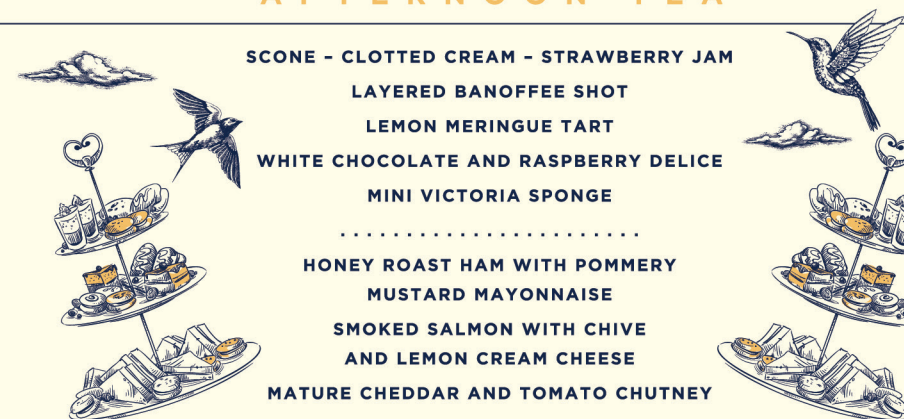 AFTERNOON TEA
SCONE – CLOTTED CREAM – STRAWBERRY JAM
LAYERED BANOFFEE SHOT
LEMON MERINGUE TART
WHITE CHOCOLATE AND RASPBERRY DELICE
MINI VICTORIA SPONGE
HONEY ROAST HAM WITH POMMERY
MUSTARD MAYONNAISE
SMOKED SALMON WITH CHIVE
AND LEMON CREAM CHEESE
MATURE CHEDDAR AND TOMATO CHUTNEY